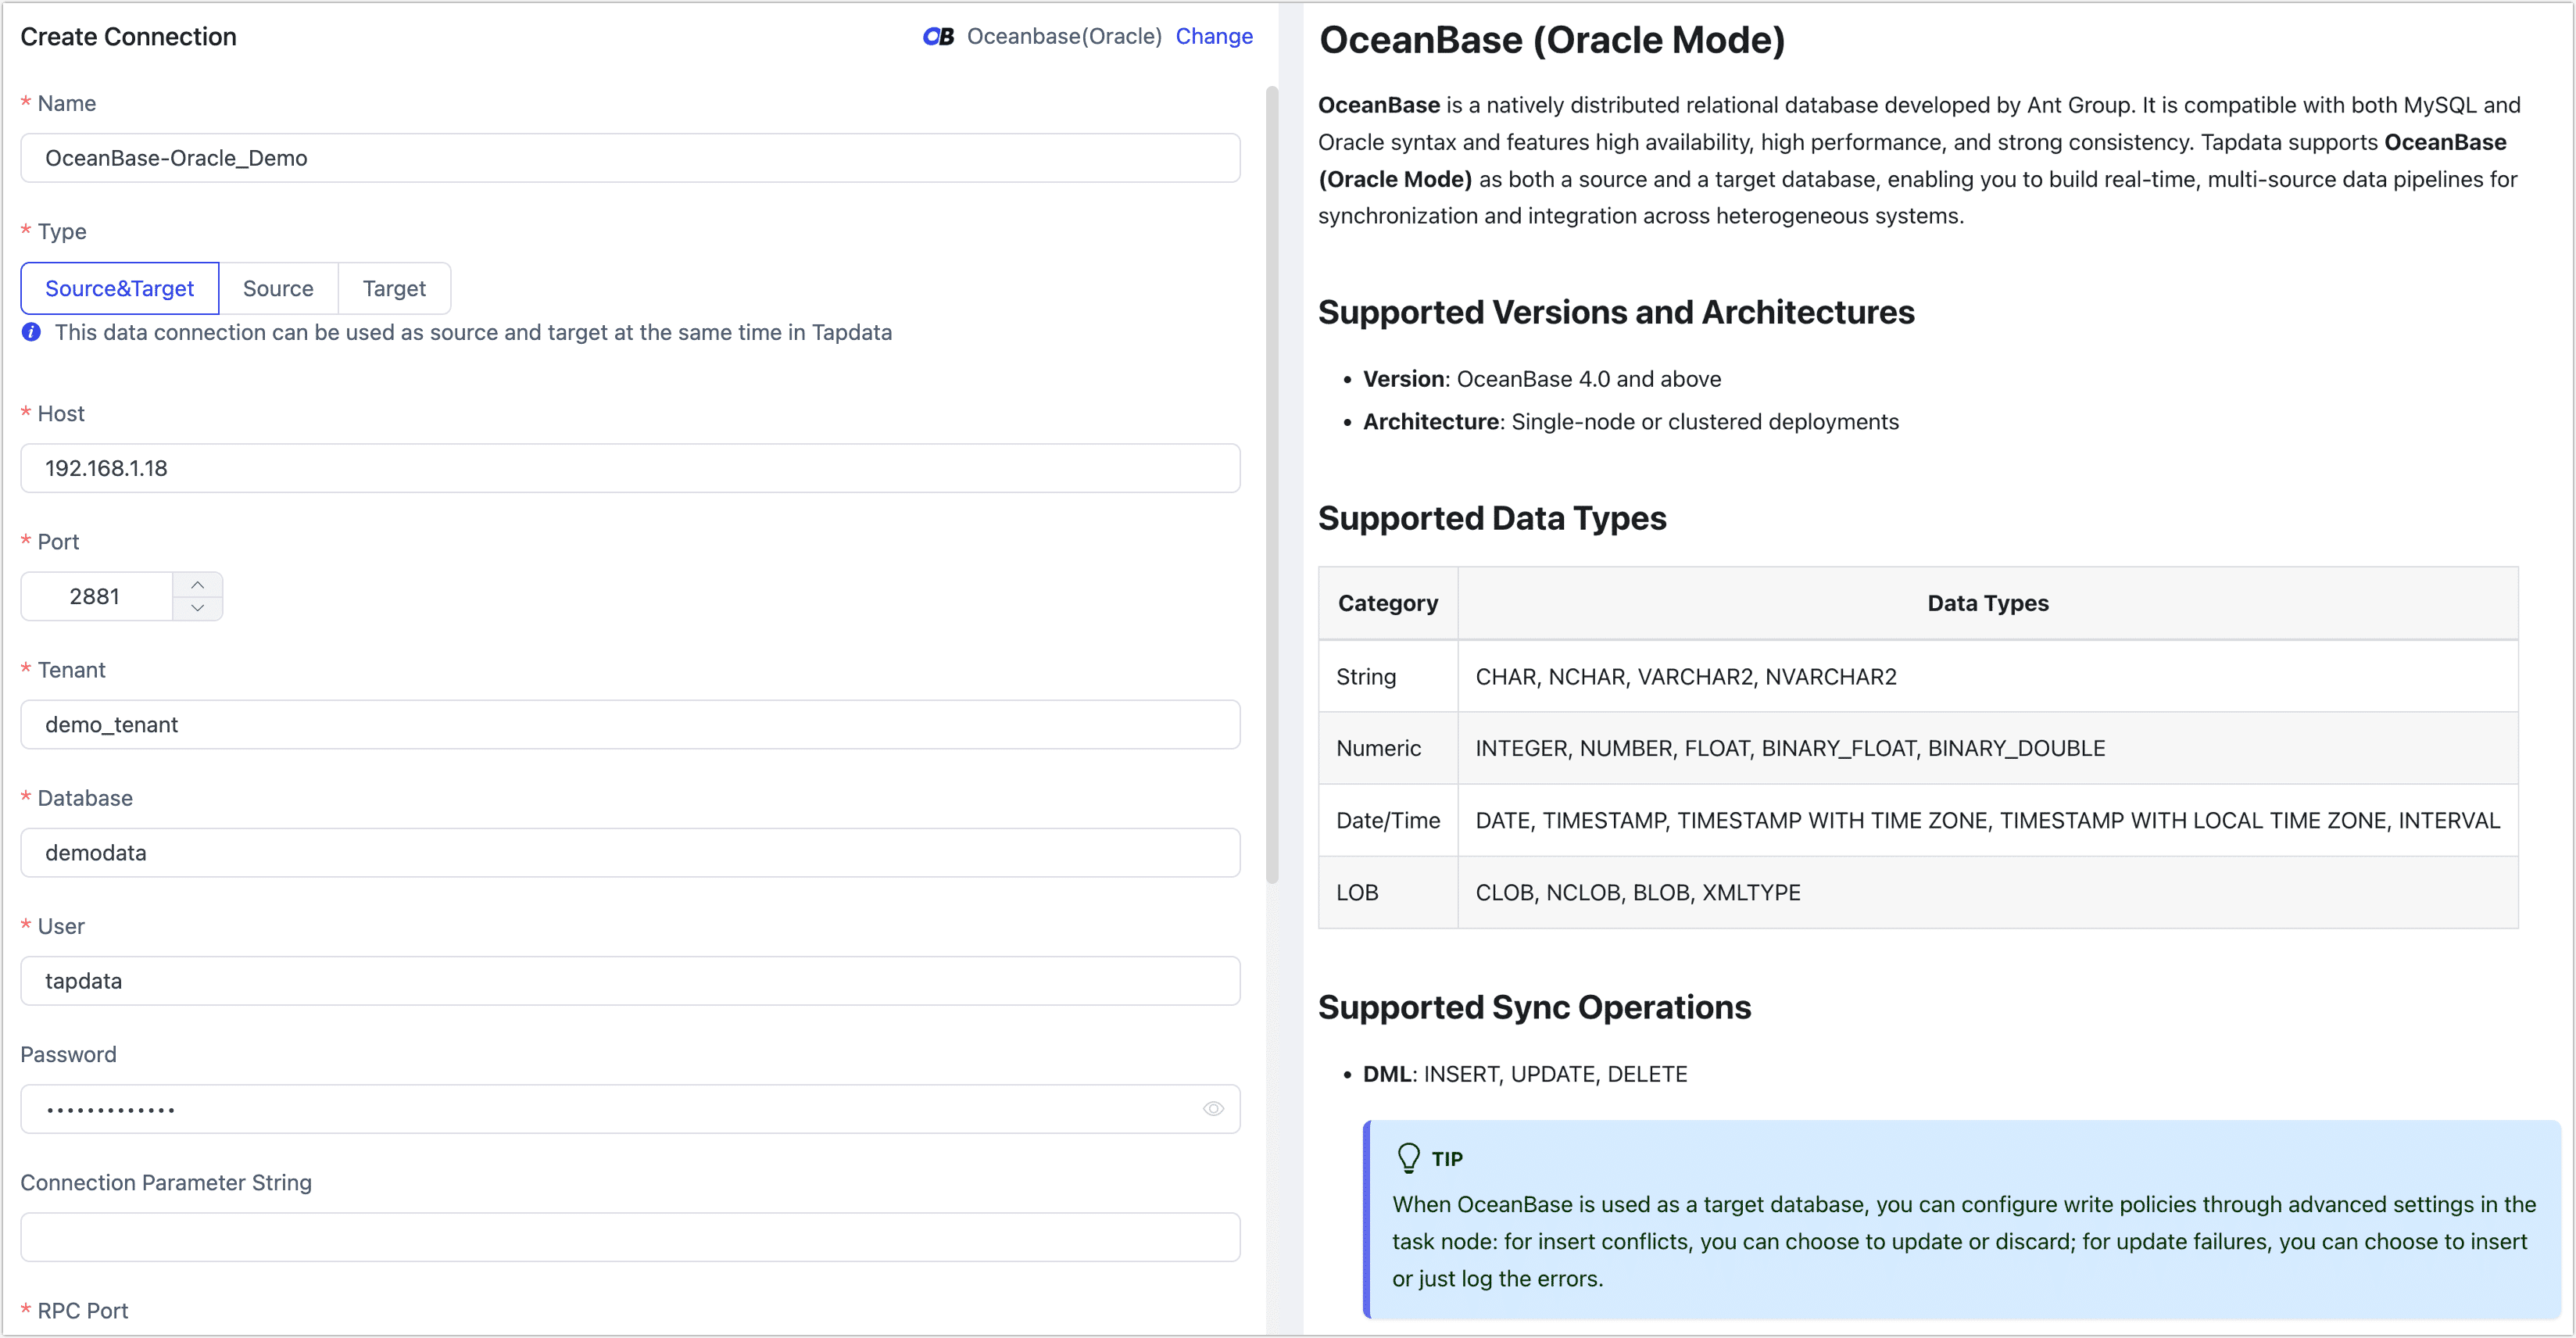 Create Connection
OB Oceanbase(Oracle) Change
* Name
OceanBase-Oracle_Demo
* Type
Source&Target Source Target
This data connection can be used as source and target at the same time in Tapdata
* Host
192.168.1.18
* Port
2881
* Tenant
demo_tenant
* Database
demodata
* User
tapdata
Password
•••••••••••••
Connection Parameter String
* RPC Port
OceanBase (Oracle Mode)
OceanBase is a natively distributed relational database developed by Ant Group. It is compatible with both MySQL and
Oracle syntax and features high availability, high performance, and strong consistency. Tapdata supports OceanBase
(Oracle Mode) as both a source and a target database, enabling you to build real-time, multi-source data pipelines for
synchronization and integration across heterogeneous systems.
Supported Versions and Architectures
• Version: OceanBase 4.0 and above
• Architecture: Single-node or clustered deployments
Supported Data Types
Category Data Types
String CHAR, NCHAR, VARCHAR2, NVARCHAR2
Numeric INTEGER, NUMBER, FLOAT, BINARY_FLOAT, BINARY_DOUBLE
Date/Time DATE, TIMESTAMP, TIMESTAMP WITH TIME ZONE, TIMESTAMP WITH LOCAL TIME ZONE, INTERVAL
LOB CLOB, NCLOB, BLOB, XMLTYPE
Supported Sync Operations
• DML: INSERT, UPDATE, DELETE
TIP
When OceanBase is used as a target database, you can configure write policies through advanced settings in the
task node: for insert conflicts, you can choose to update or discard; for update failures, you can choose to insert
or just log the errors.